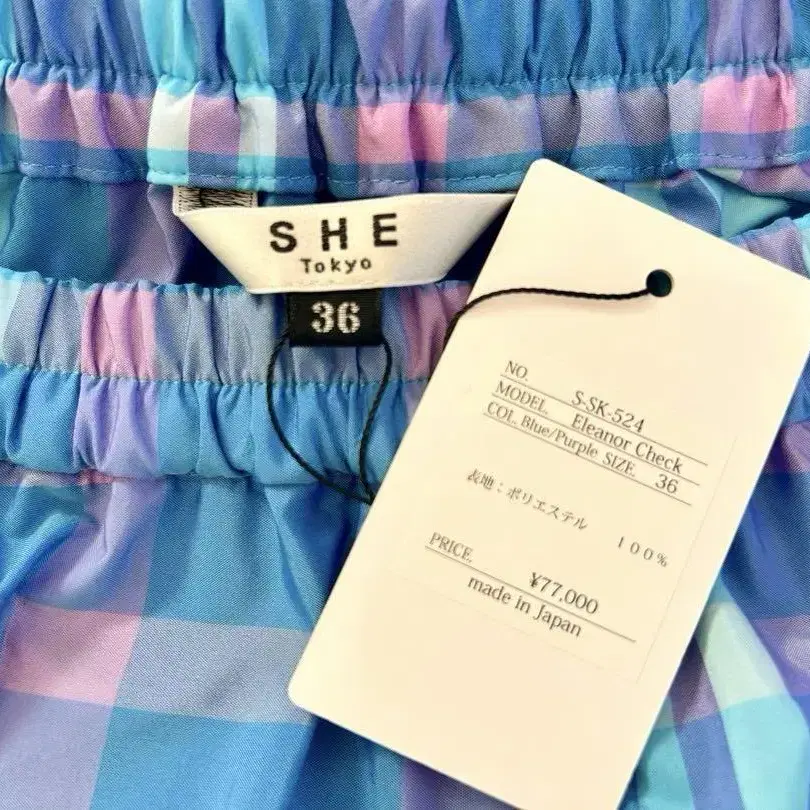 SHE
Tokyo
36
NO. S-SK-524
MODEL. Eleanor Check
COL. Blue/Purple SIZE. 36
表地：ポリエステル 100%
PRICE. ¥77,000
made in Japan